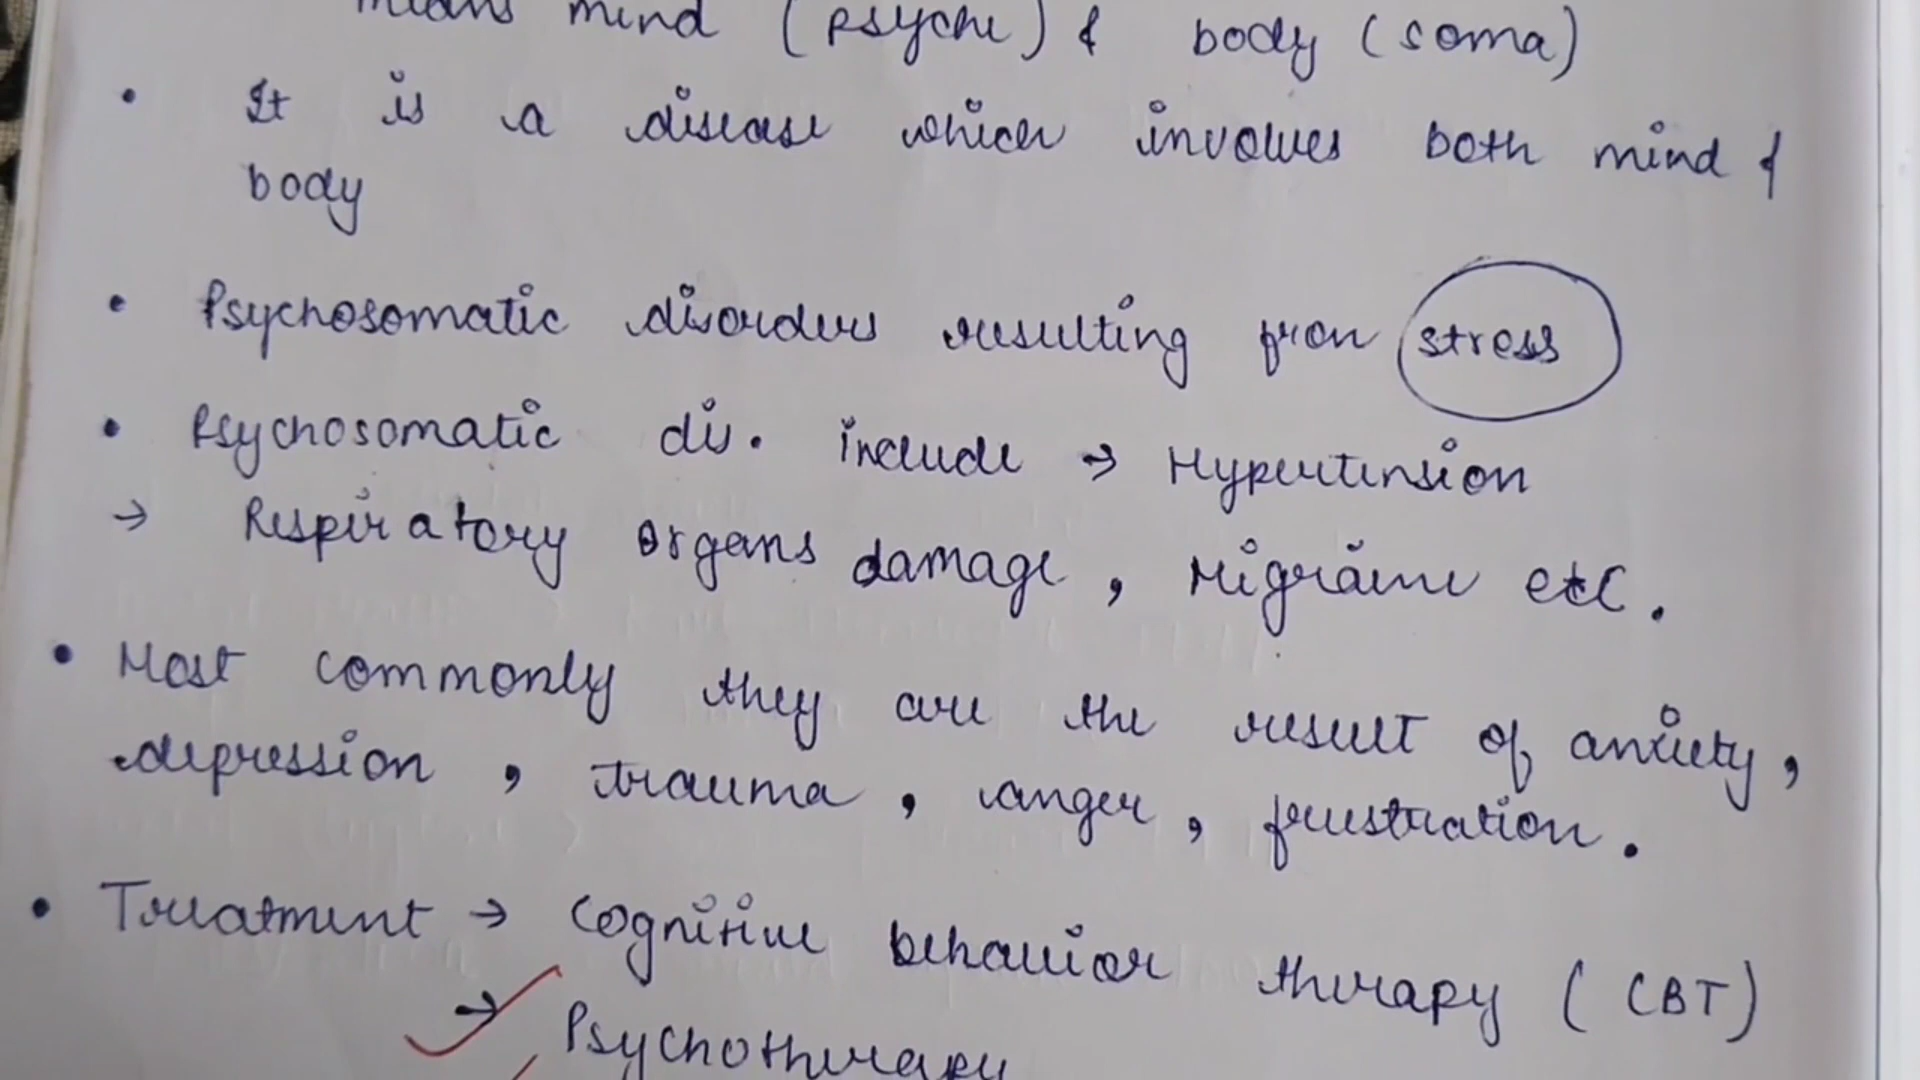 means mind (psyche) & body (soma)
• It is a disease which involves both mind &
body
• Psychosomatic disorders resulting from stress
• Psychosomatic dis. include → Hypertension
→ Respiratory organs damage, Migraine etc.
• Most commonly they are the result of anxiety,
depression, trauma, anger, frustration.
• Treatment → Cognitive behavior therapy (CBT)
→ Psychotherapy